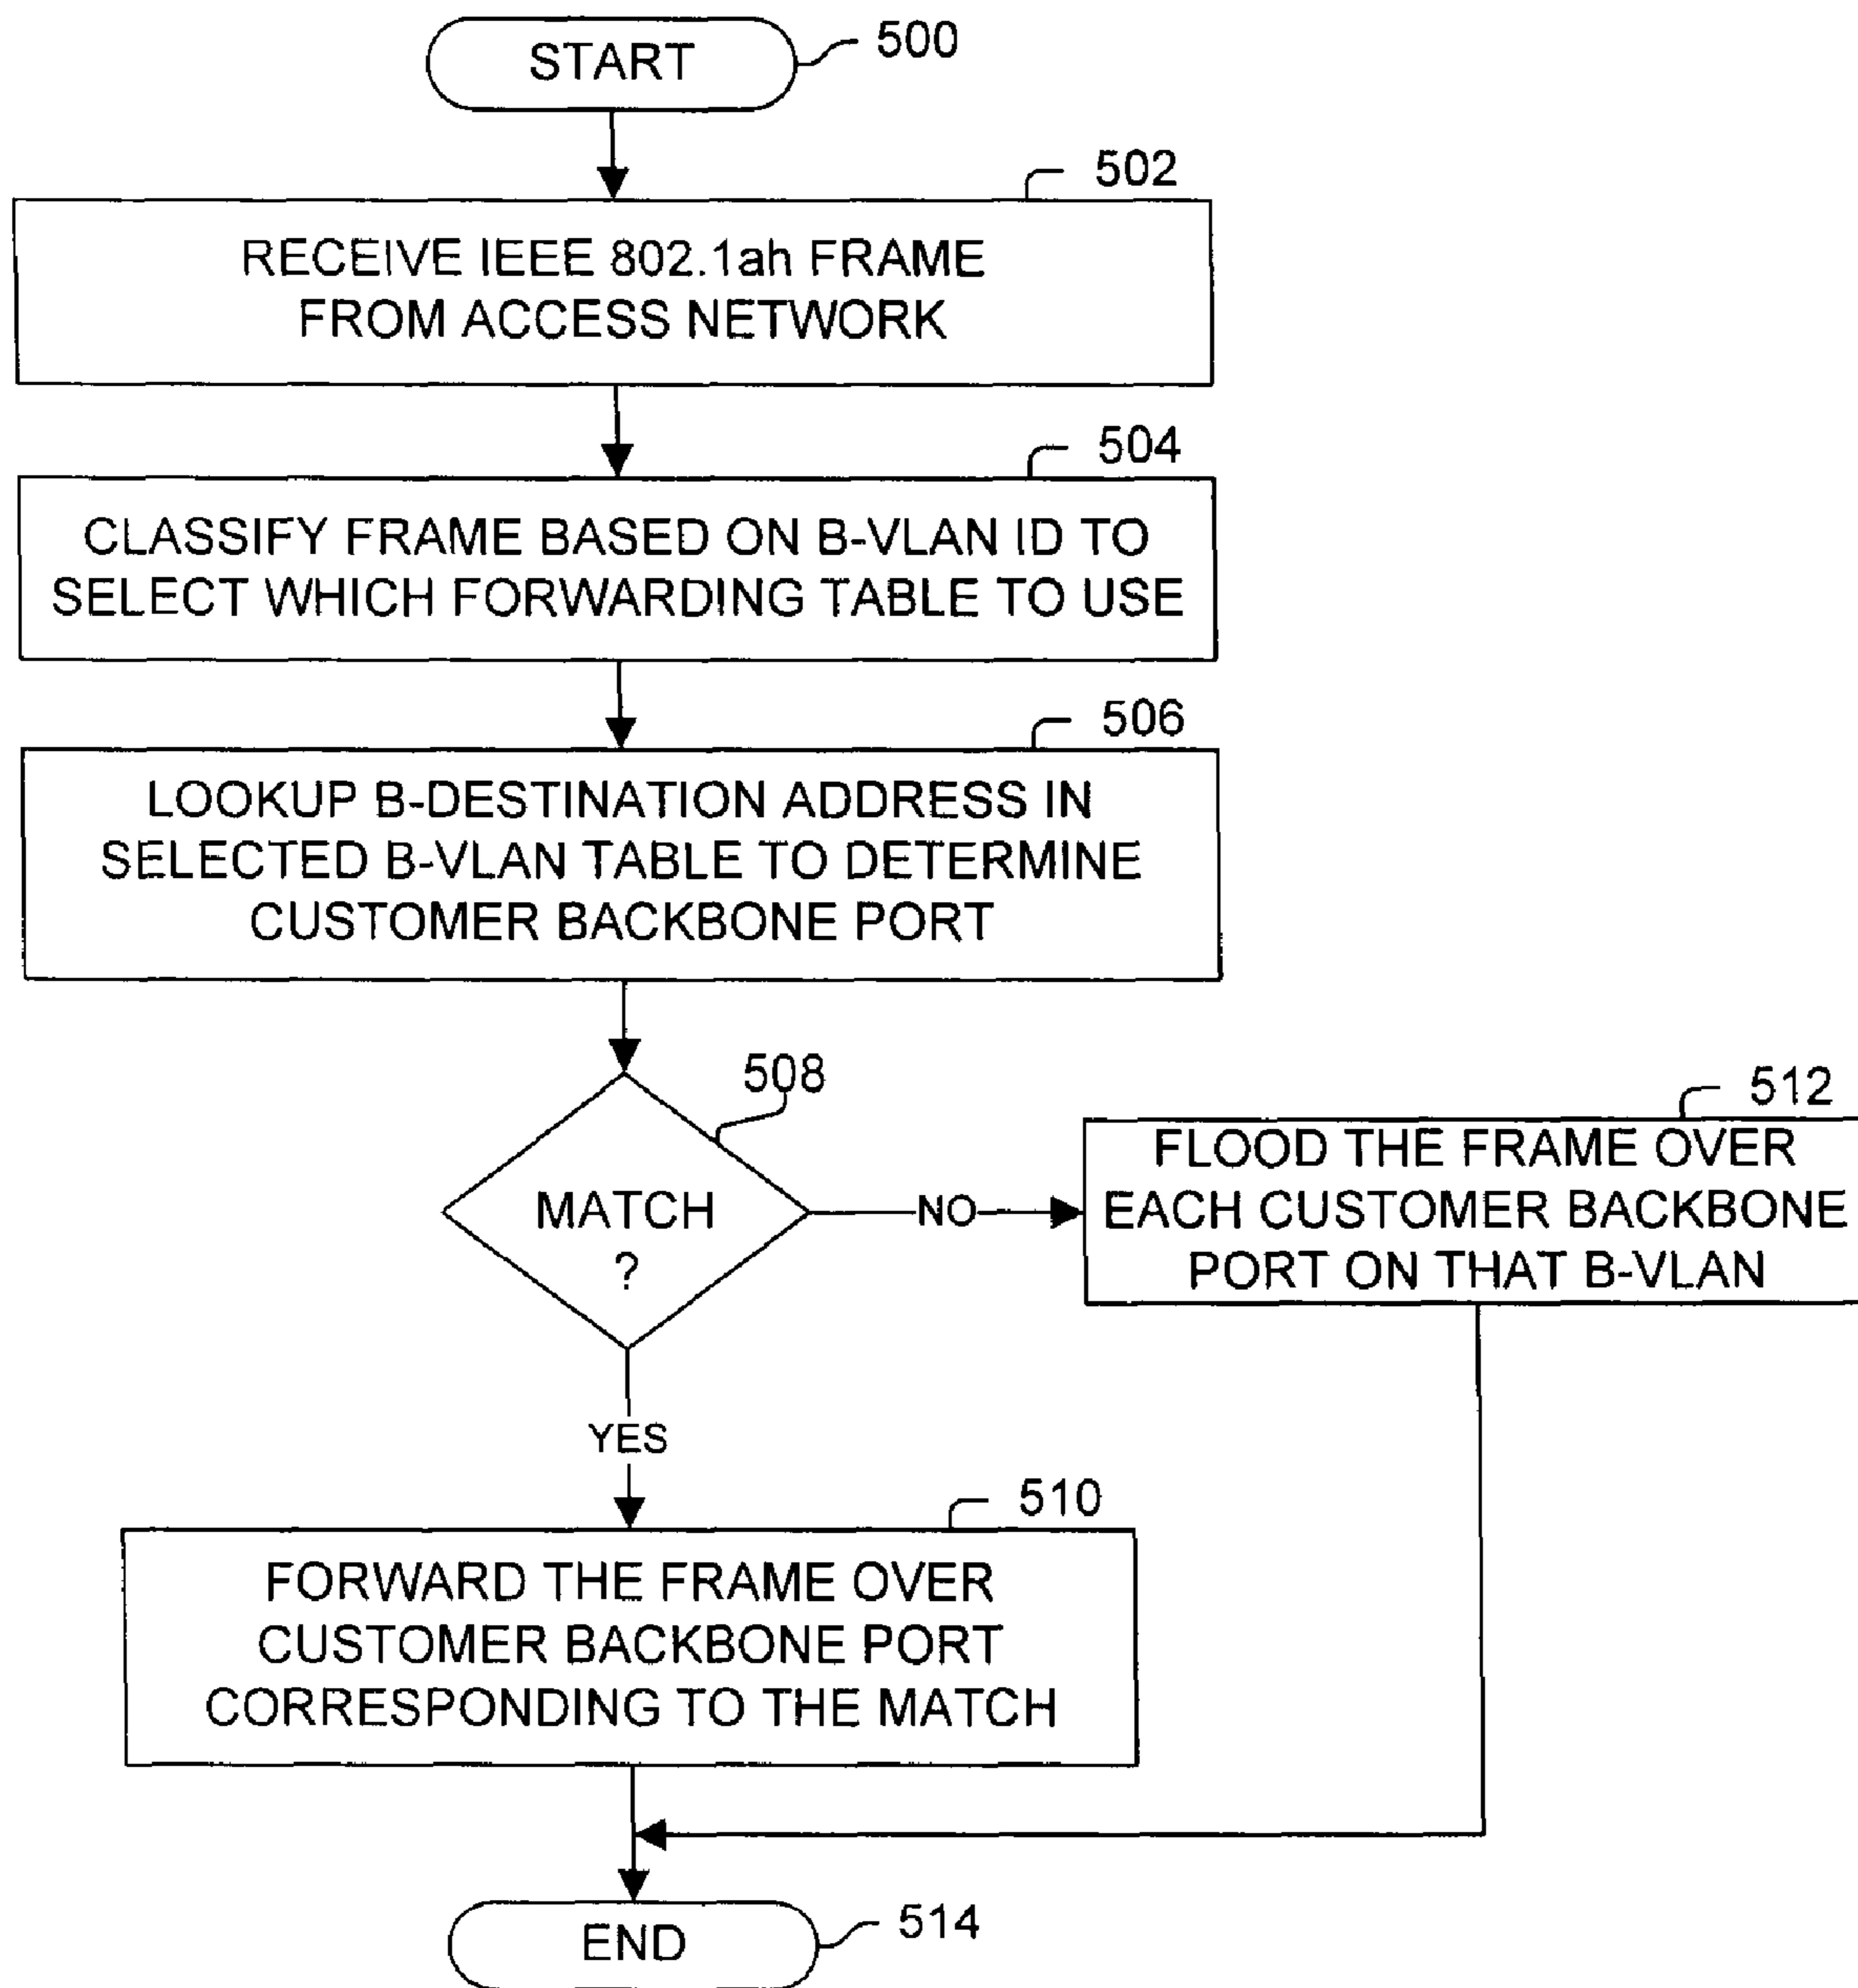 START
500
502
RECEIVE IEEE 802.1ah FRAME
FROM ACCESS NETWORK
504
CLASSIFY FRAME BASED ON B-VLAN ID TO
SELECT WHICH FORWARDING TABLE TO USE
506
LOOKUP B-DESTINATION ADDRESS IN
SELECTED B-VLAN TABLE TO DETERMINE
CUSTOMER BACKBONE PORT
508
MATCH
?
NO
512
FLOOD THE FRAME OVER
EACH CUSTOMER BACKBONE
PORT ON THAT B-VLAN
YES
510
FORWARD THE FRAME OVER
CUSTOMER BACKBONE PORT
CORRESPONDING TO THE MATCH
END
514